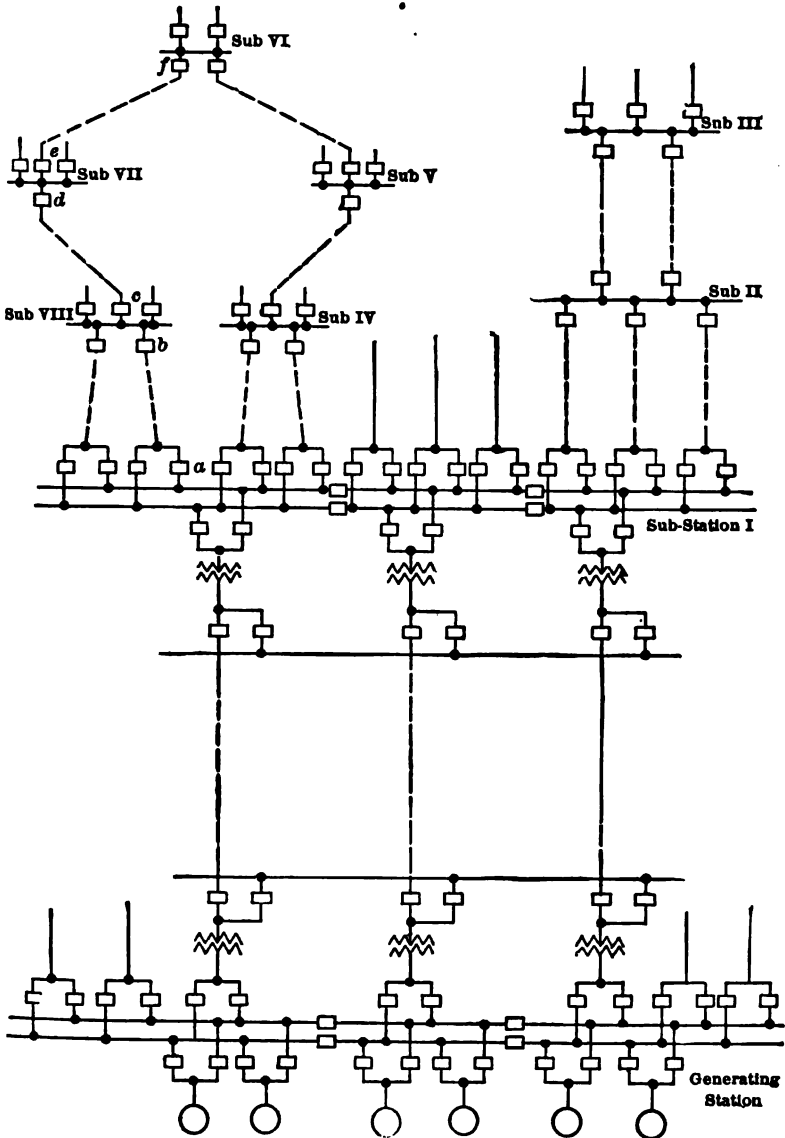 Sub VI
f
Sub III
e
Sub VII
Sub V
d
c
Sub II
Sub VIII
Sub IV
b
a
Sub-Station I
Generating
Station